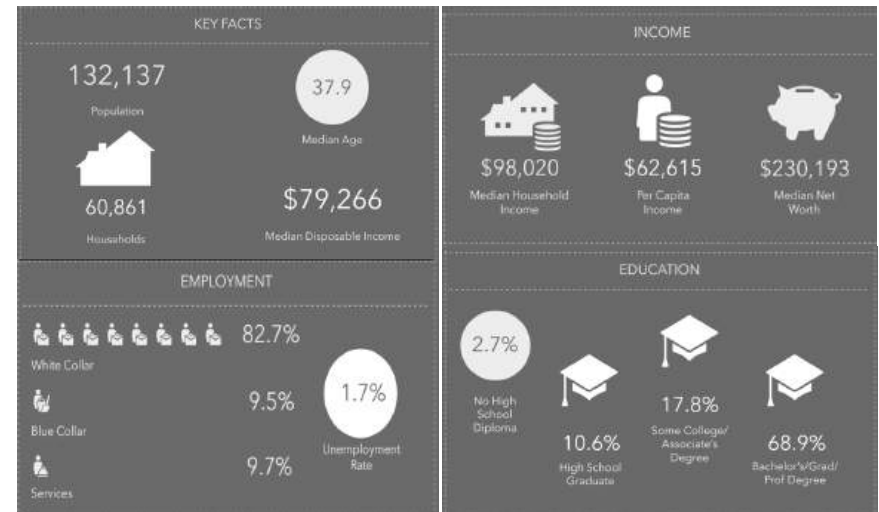 KEY FACTS
132,137
Population
37.9
Median Age
60,861
Households
$79,266
Median Disposable Income
INCOME
$98,020
Median Household
Income
$62,615
Per Capita
Income
$230,193
Median Net
Worth
EMPLOYMENT
82.7%
White Collar
9.5%
Blue Collar
9.7%
Services
1.7%
Unemployment
Rate
EDUCATION
2.7%
No High
School
Diploma
10.6%
High School
Graduate
17.8%
Some College/
Associate's
Degree
68.9%
Bachelor's/Grad/
Prof Degree